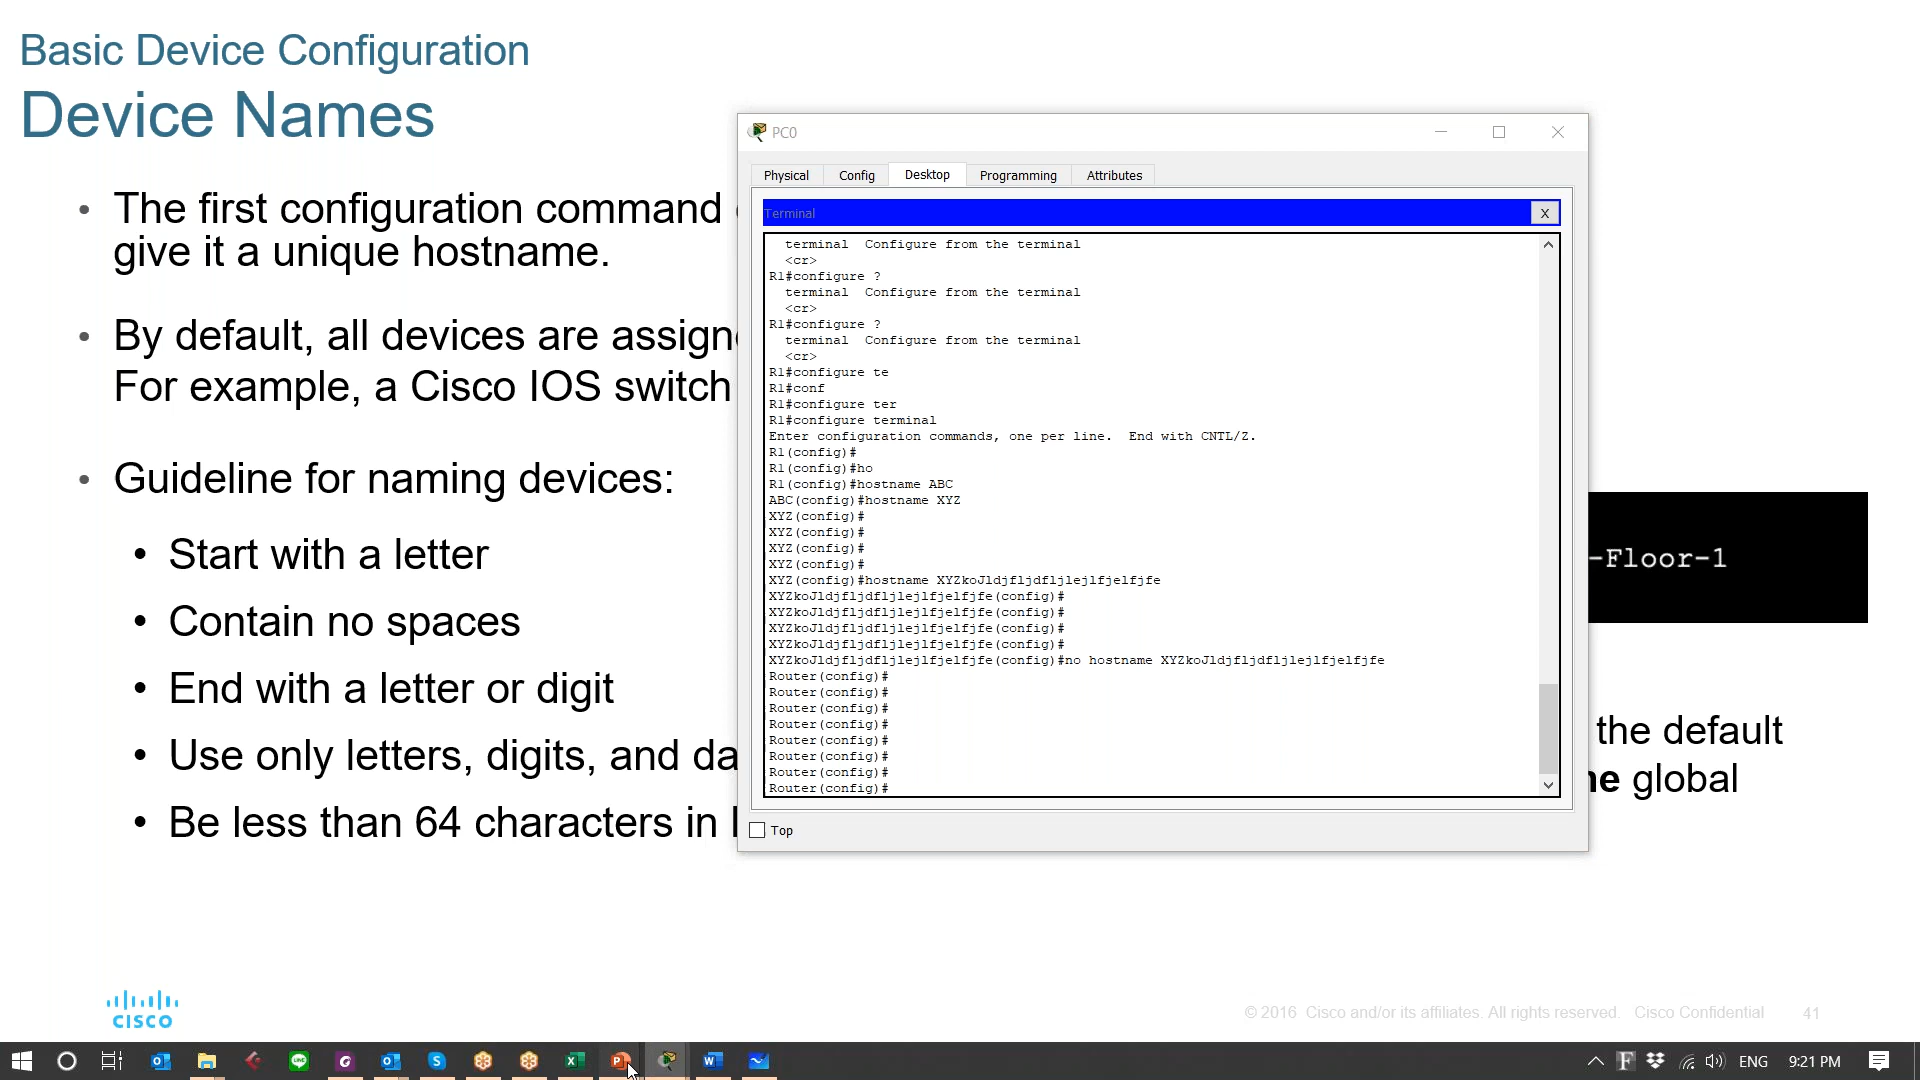 Basic Device Configuration
Device Names
• The first configuration command
give it a unique hostname.
• By default, all devices are assign
For example, a Cisco IOS switch
• Guideline for naming devices:
• Start with a letter
• Contain no spaces
• End with a letter or digit
• Use only letters, digits, and da
• Be less than 64 characters in
PC0
Physical Config Desktop Programming Attributes
Terminal X
terminal  Configure from the terminal
<cr>
R1#configure ?
terminal  Configure from the terminal
<cr>
R1#configure ?
terminal  Configure from the terminal
<cr>
R1#configure te
R1#conf
R1#configure ter
R1#configure terminal
Enter configuration commands, one per line.  End with CNTL/Z.
R1(config)#
R1(config)#ho
R1(config)#hostname ABC
ABC(config)#hostname XYZ
XYZ(config)#
XYZ(config)#
XYZ(config)#
XYZ(config)#
XYZ(config)#hostname XYZkoJldjfljdfljlejlfjelfjfe
XYZkoJldjfljdfljlejlfjelfjfe(config)#
XYZkoJldjfljdfljlejlfjelfjfe(config)#
XYZkoJldjfljdfljlejlfjelfjfe(config)#
XYZkoJldjfljdfljlejlfjelfjfe(config)#
XYZkoJldjfljdfljlejlfjelfjfe(config)#no hostname XYZkoJldjfljdfljlejlfjelfjfe
Router(config)#
Router(config)#
Router(config)#
Router(config)#
Router(config)#
Router(config)#
Router(config)#
Router(config)#
Top
-Floor-1
the default
ne global
CISCO
© 2016 Cisco and/or its affiliates. All rights reserved. Cisco Confidential 41
ENG 9:21 PM